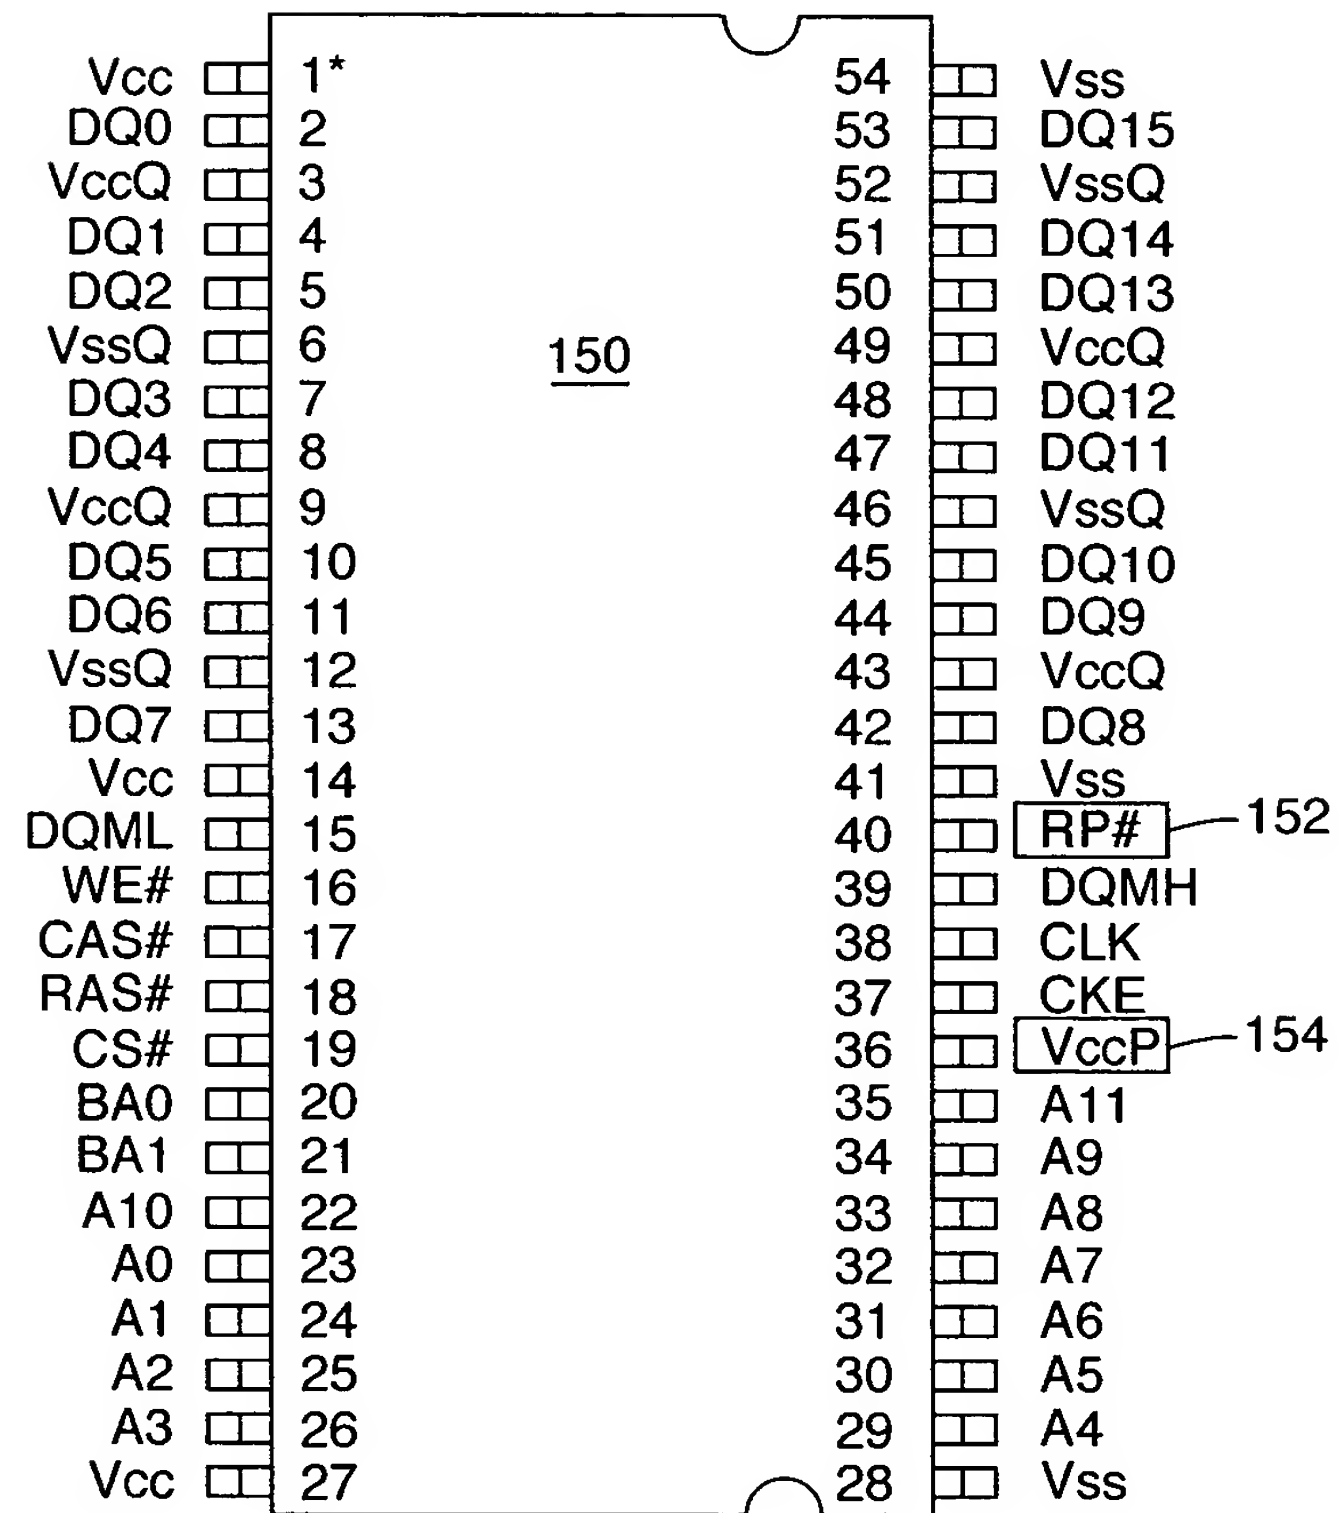 Vcc 1* 54 Vss
DQ0 2 53 DQ15
VccQ 3 52 VssQ
DQ1 4 51 DQ14
DQ2 5 50 DQ13
VssQ 6 150 49 VccQ
DQ3 7 48 DQ12
DQ4 8 47 DQ11
VccQ 9 46 VssQ
DQ5 10 45 DQ10
DQ6 11 44 DQ9
VssQ 12 43 VccQ
DQ7 13 42 DQ8
Vcc 14 41 Vss
DQML 15 40 RP# 152
WE# 16 39 DQMH
CAS# 17 38 CLK
RAS# 18 37 CKE
CS# 19 36 VccP 154
BA0 20 35 A11
BA1 21 34 A9
A10 22 33 A8
A0 23 32 A7
A1 24 31 A6
A2 25 30 A5
A3 26 29 A4
Vcc 27 28 Vss